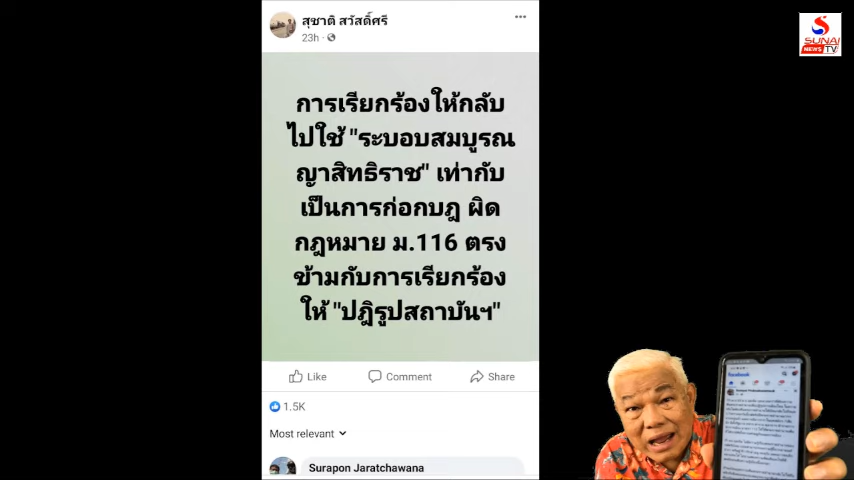 สุชาติ สวัสดิ์ศรี
23h
SUNAI
NEWS TV
การเรียกร้องให้กลับ
ไปใช้ "ระบอบสมบูรณ
ญาสิทธิราช" เท่ากับ
เป็นการก่อกบฎ ผิด
กฎหมาย ม.116 ตรง
ข้ามกับการเรียกร้อง
ให้ "ปฎิรูปสถาบันฯ"
Like
Comment
Share
1.5K
Most relevant
Surapon Jaratchawana
facebook